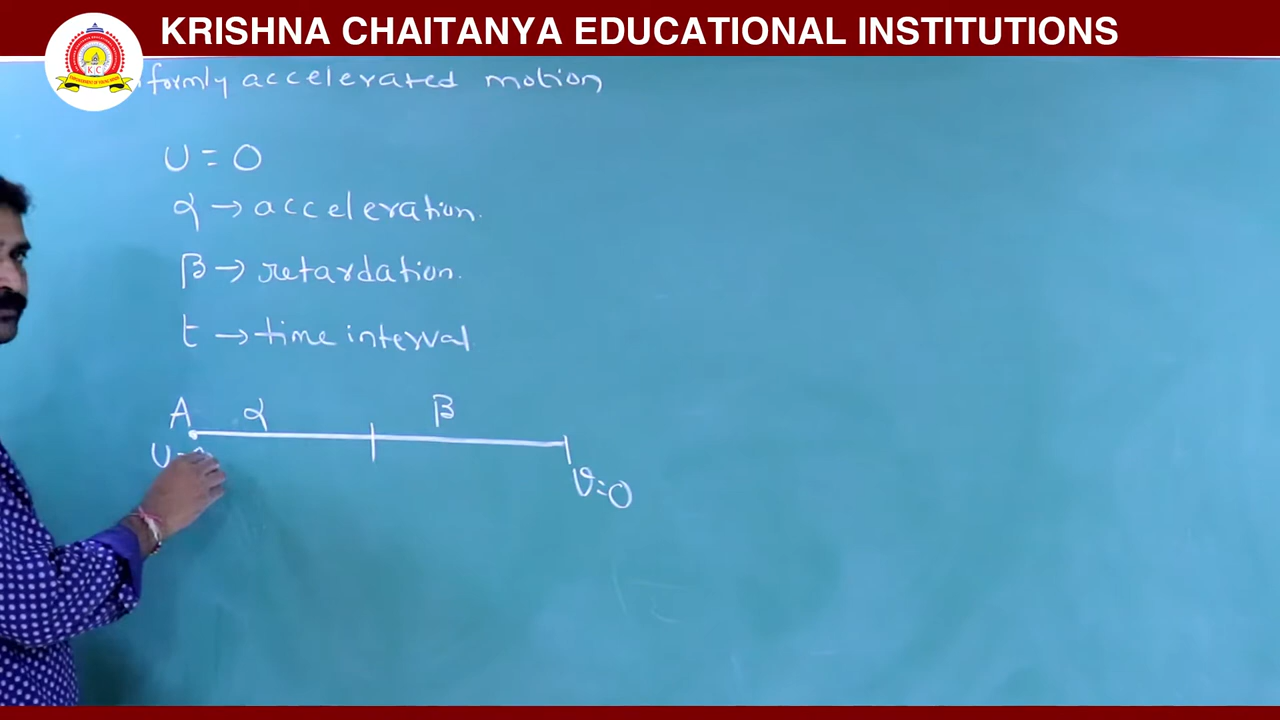 KRISHNA CHAITANYA EDUCATIONAL INSTITUTIONS
K C
formly accelerated motion
U = 0
α → acceleration.
β → retardation.
t → time interval
A α β
U =
v=0